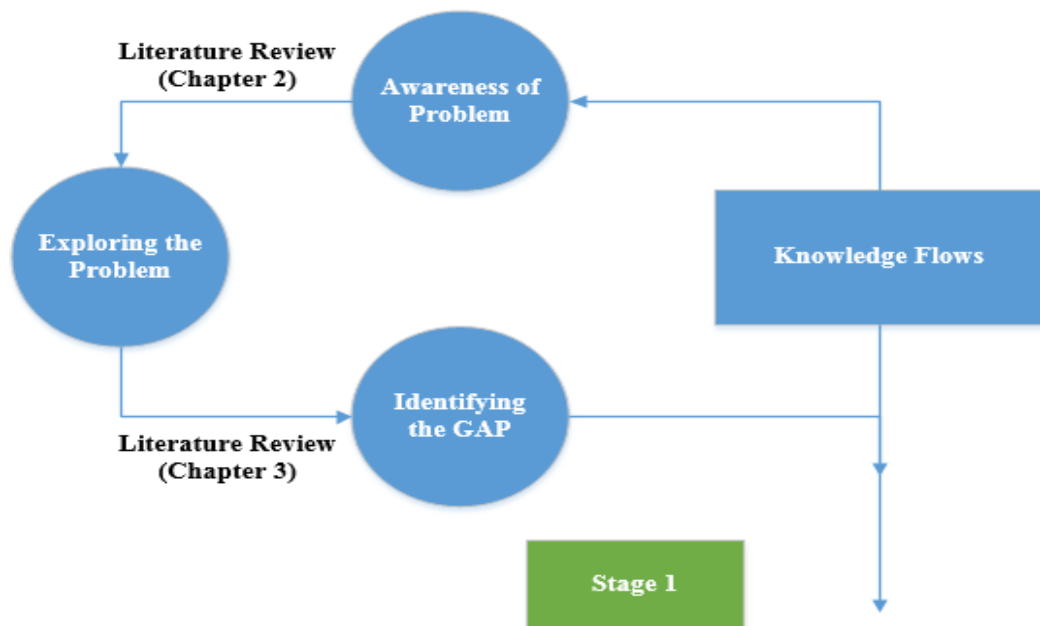 Literature Review
(Chapter 2)
Awareness of
Problem
Exploring the
Problem
Knowledge Flows
Identifying
the GAP
Literature Review
(Chapter 3)
Stage 1